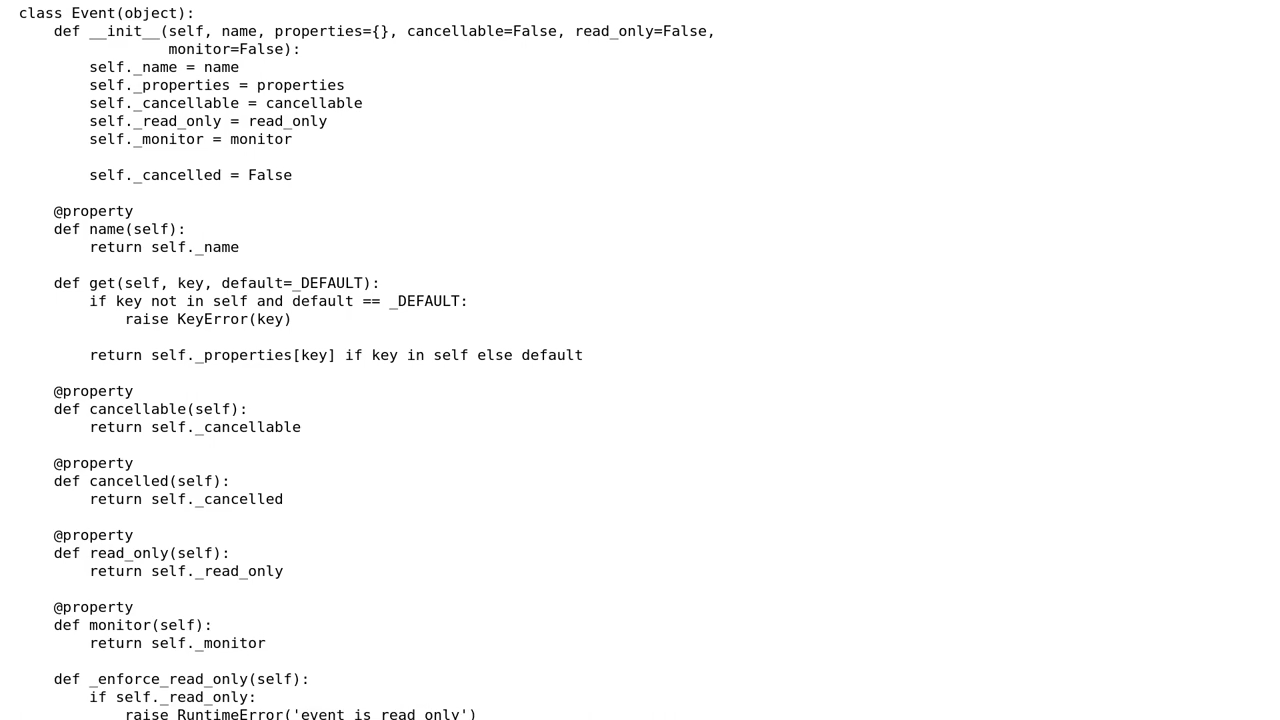 class Event(object):
    def __init__(self, name, properties={}, cancellable=False, read_only=False,
                 monitor=False):
        self._name = name
        self._properties = properties
        self._cancellable = cancellable
        self._read_only = read_only
        self._monitor = monitor

        self._cancelled = False

    @property
    def name(self):
        return self._name

    def get(self, key, default=_DEFAULT):
        if key not in self and default == _DEFAULT:
            raise KeyError(key)

        return self._properties[key] if key in self else default

    @property
    def cancellable(self):
        return self._cancellable

    @property
    def cancelled(self):
        return self._cancelled

    @property
    def read_only(self):
        return self._read_only

    @property
    def monitor(self):
        return self._monitor

    def _enforce_read_only(self):
        if self._read_only:
            raise RuntimeError('event is read only')